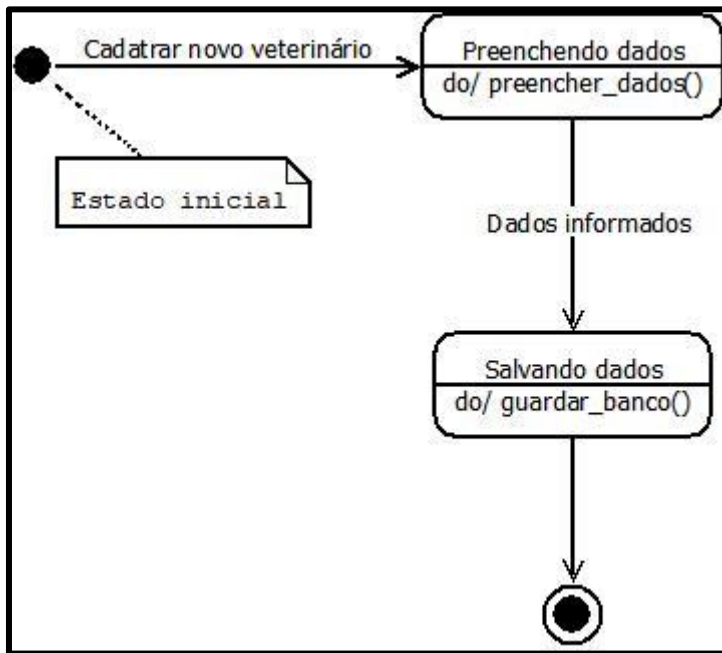 Cadatrar novo veterinário
Preenchendo dados
do/ preencher_dados()
Estado inicial
Dados informados
Salvando dados
do/ guardar_banco()